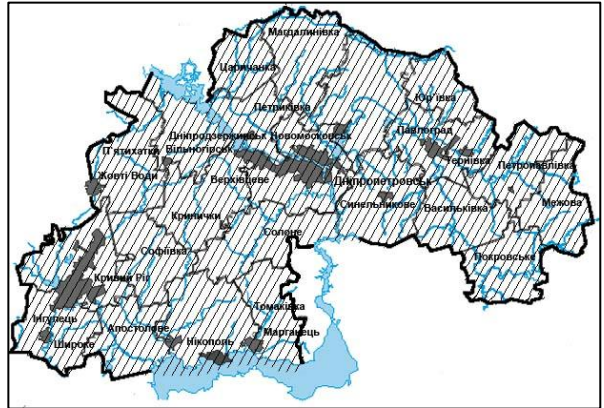 Магдалинівка
Царичанка
Юр'ївка
Петриківка
Дніпродзержинськ
Новомосковськ
Павлоград
П'ятихатки
Вільногірськ
Тернівка
Петропавлівка
Жовті Води
Верхівцеве
Дніпропетровськ
Межова
Синельникове
Васильківка
Кринички
Солоне
Софіївка
Покровське
Кривий Ріг
Томаківка
Інгулець
Апостолове
Марганець
Широке
Нікополь